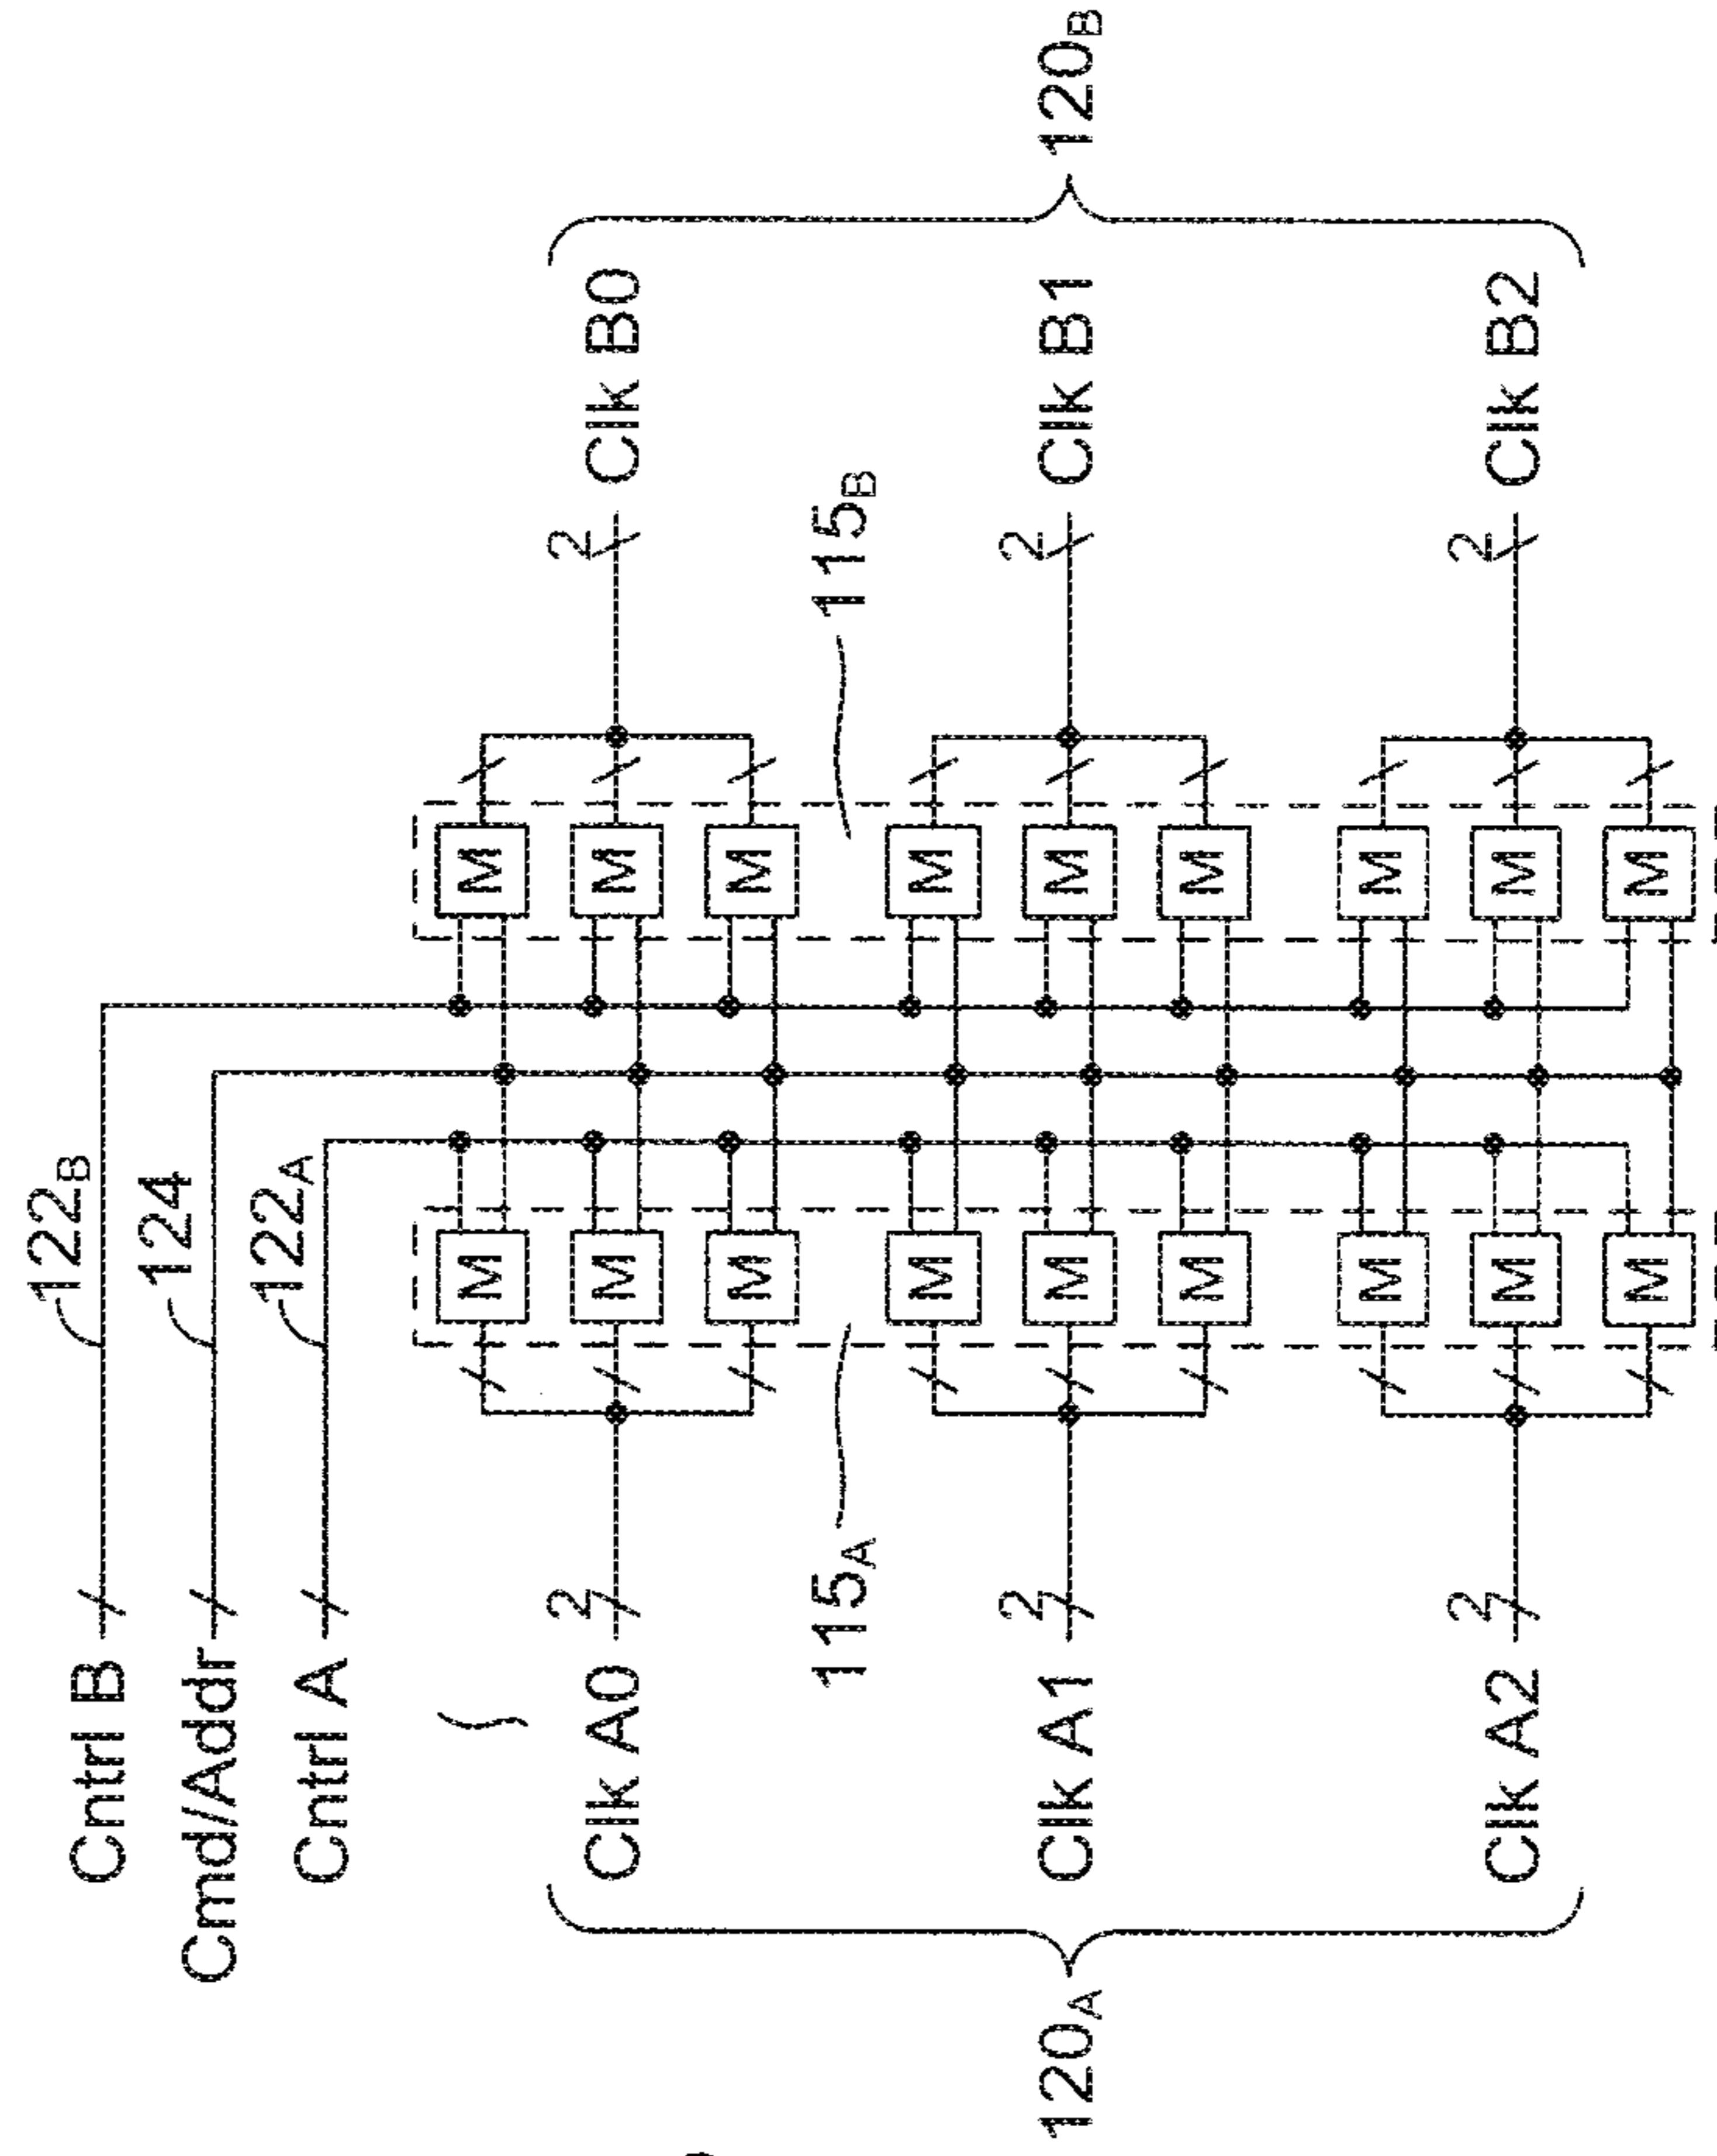 122B
Cntrl B
124
Cmd/Addr
122A
Cntrl A
M M
2 2
Clk A0 M M Clk B0
M M
115A 115B
M M
2 2
120A Clk A1 M M Clk B1 120B
M M
M M
2 2
Clk A2 M M Clk B2
M M